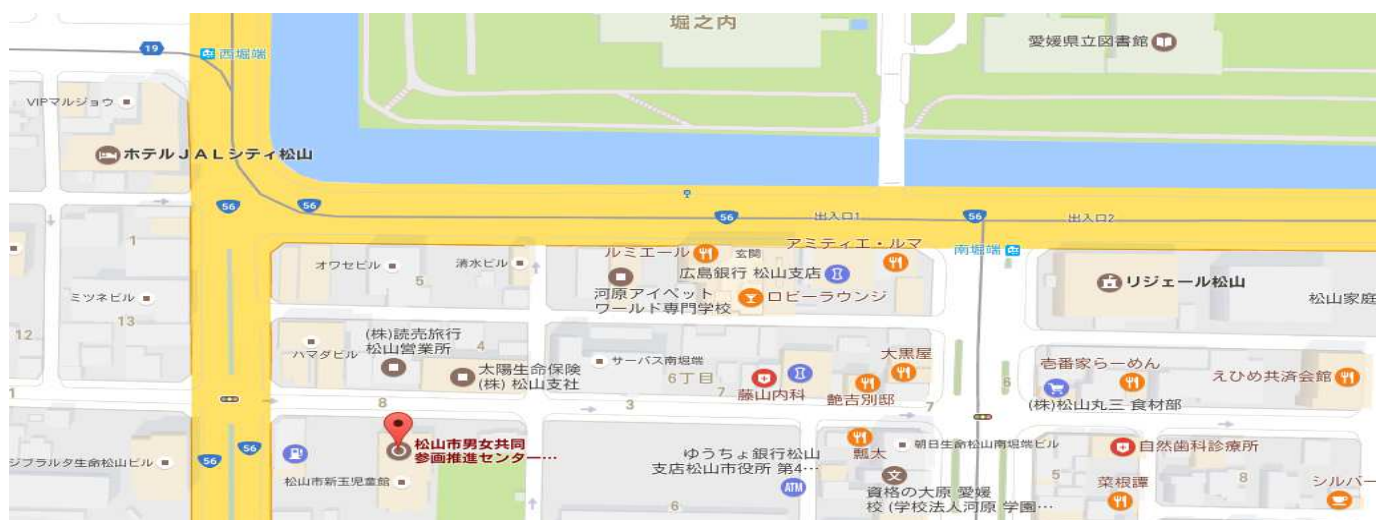 堀之内
愛媛県立図書館
19
西堀端
VIPマルジョウ
ホテルJALシティ松山
56
56
56
出入口1
56
出入口2
1
オワセビル
5
清水ビル
ルミエール
玄関
アミティエ・ルマ
南堀端
広島銀行 松山支店
河原アイペット
ワールド専門学校
ロビーラウンジ
リジェール松山
松山家庭
ミツネビル
13
12
ハマダビル
(株)読売旅行
松山営業所
4
太陽生命保険
(株) 松山支社
サーパス南堀端
6丁目
7
藤山内科
大黒屋
艶吉別邸
6
壱番家らーめん
(株)松山丸三 食材部
えひめ共済会館
1
8
3
7
56
56
ジブラルタ生命松山ビル
松山市男女共同
参画推進センター…
松山市新玉児童館
ゆうちょ銀行松山
支店松山市役所 第4…
ATM
6
瓢太
朝日生命松山南堀端ビル
文
資格の大原 愛媛
校 (学校法人河原 学園…
自然歯科診療所
5
菜根譚
8
シルバー